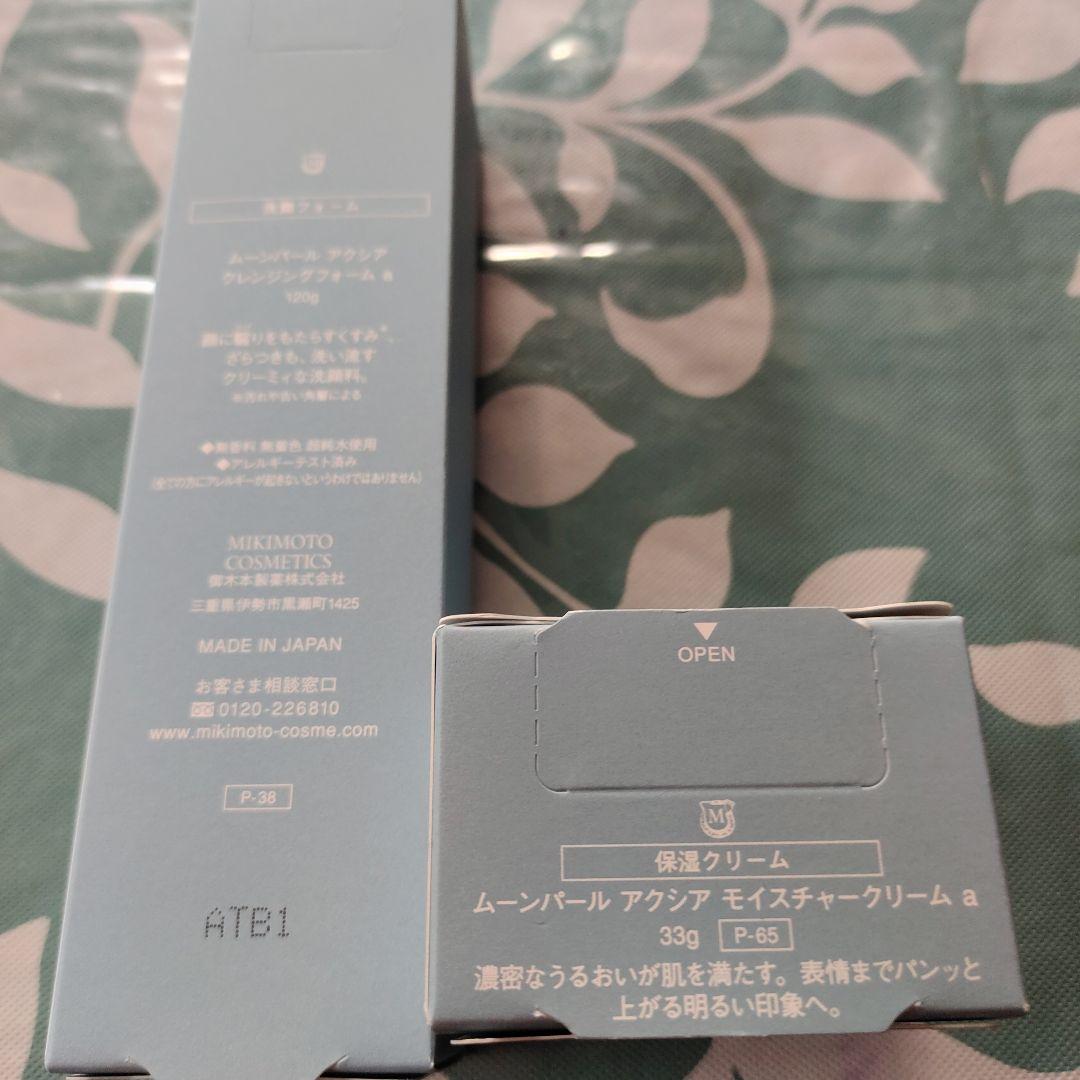 洗顔フォーム
ムーンパール アクシア
クレンジングフォーム a
120g
顔に翳りをもたらすくすみ※、
ざらつきも、洗い流す
クリーミィな洗顔料。
※汚れや古い角層による
◆無香料 無着色 超純水使用
◆アレルギーテスト済み
(全ての方にアレルギーが起きないというわけではありません)
MIKIMOTO
COSMETICS
御木本製薬株式会社
三重県伊勢市黒瀬町1425
MADE IN JAPAN
お客さま相談窓口
0120-226810
www.mikimoto-cosme.com
P-38
ATB1
OPEN
M
保湿クリーム
ムーンパール アクシア モイスチャークリーム a
33g P-65
濃密なうるおいが肌を満たす。表情までパンッと
上がる明るい印象へ。